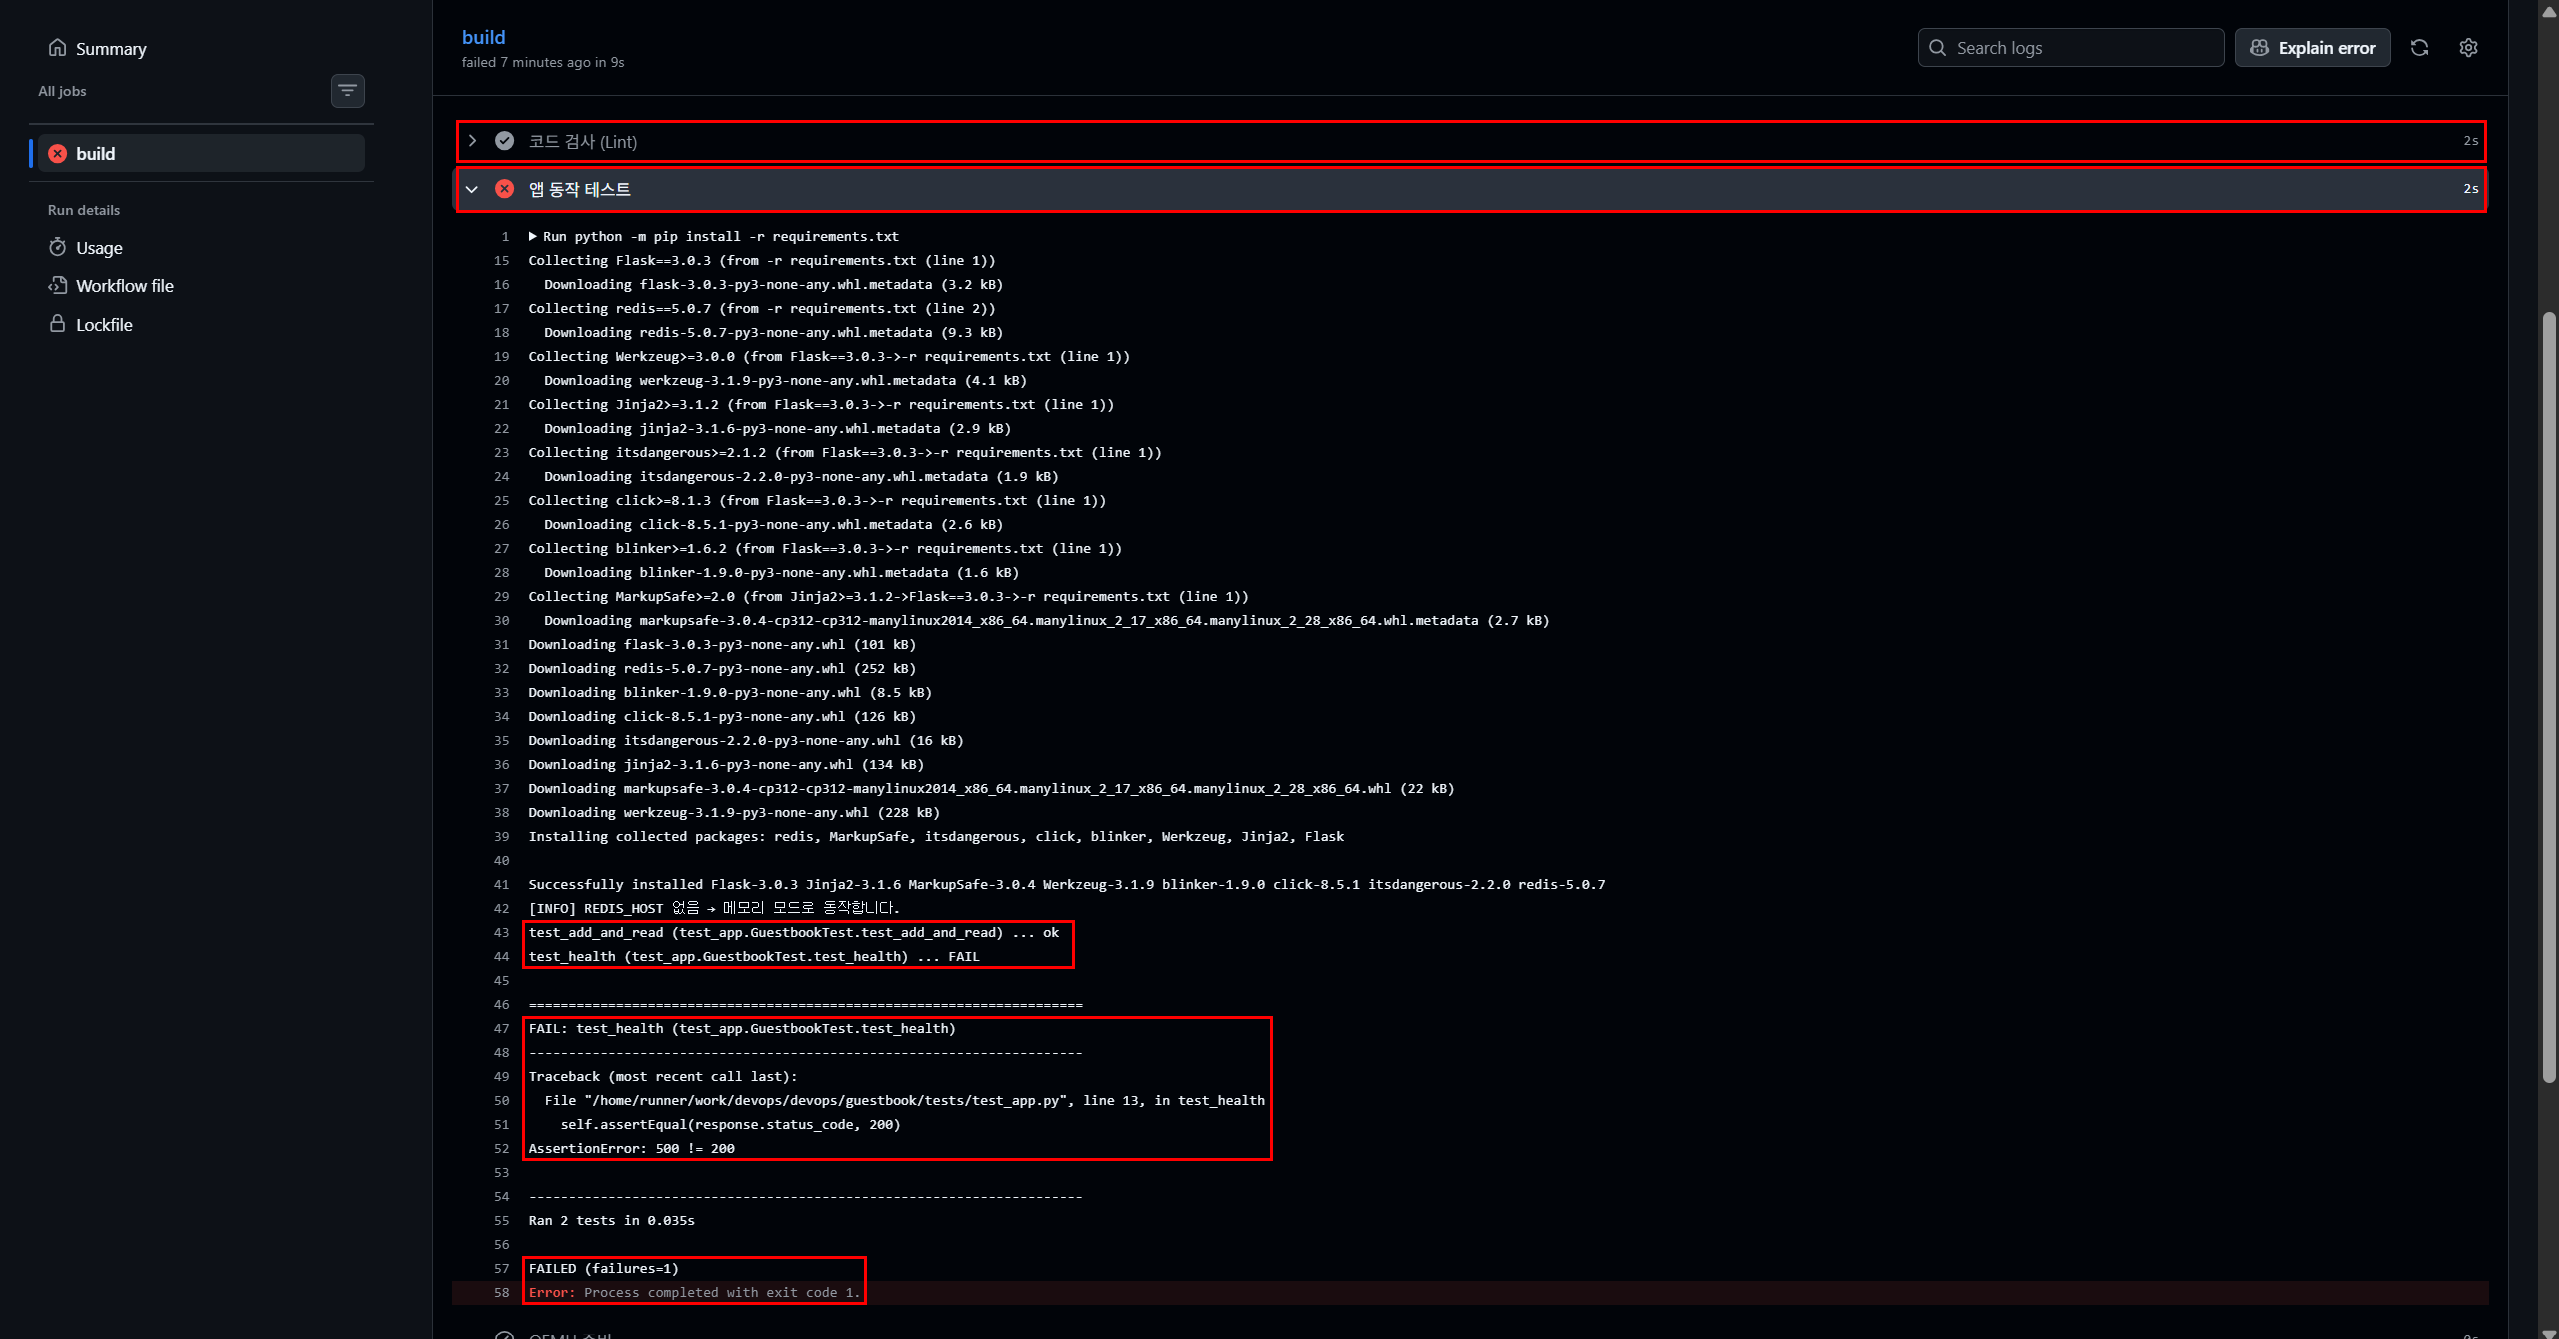 Summary
All jobs
build
Run details
Usage
Workflow file
Lockfile
build
failed 7 minutes ago in 9s
Search logs
Explain error
코드 검사 (Lint)
2s
앱 동작 테스트
2s
1 Run python -m pip install -r requirements.txt
15 Collecting Flask==3.0.3 (from -r requirements.txt (line 1))
16 Downloading flask-3.0.3-py3-none-any.whl.metadata (3.2 kB)
17 Collecting redis==5.0.7 (from -r requirements.txt (line 2))
18 Downloading redis-5.0.7-py3-none-any.whl.metadata (9.3 kB)
19 Collecting Werkzeug>=3.0.0 (from Flask==3.0.3->-r requirements.txt (line 1))
20 Downloading werkzeug-3.1.9-py3-none-any.whl.metadata (4.1 kB)
21 Collecting Jinja2>=3.1.2 (from Flask==3.0.3->-r requirements.txt (line 1))
22 Downloading jinja2-3.1.6-py3-none-any.whl.metadata (2.9 kB)
23 Collecting itsdangerous>=2.1.2 (from Flask==3.0.3->-r requirements.txt (line 1))
24 Downloading itsdangerous-2.2.0-py3-none-any.whl.metadata (1.9 kB)
25 Collecting click>=8.1.3 (from Flask==3.0.3->-r requirements.txt (line 1))
26 Downloading click-8.5.1-py3-none-any.whl.metadata (2.6 kB)
27 Collecting blinker>=1.6.2 (from Flask==3.0.3->-r requirements.txt (line 1))
28 Downloading blinker-1.9.0-py3-none-any.whl.metadata (1.6 kB)
29 Collecting MarkupSafe>=2.0 (from Jinja2>=3.1.2->Flask==3.0.3->-r requirements.txt (line 1))
30 Downloading markupsafe-3.0.4-cp312-cp312-manylinux2014_x86_64.manylinux_2_17_x86_64.manylinux_2_28_x86_64.whl.metadata (2.7 kB)
31 Downloading flask-3.0.3-py3-none-any.whl (101 kB)
32 Downloading redis-5.0.7-py3-none-any.whl (252 kB)
33 Downloading blinker-1.9.0-py3-none-any.whl (8.5 kB)
34 Downloading click-8.5.1-py3-none-any.whl (126 kB)
35 Downloading itsdangerous-2.2.0-py3-none-any.whl (16 kB)
36 Downloading jinja2-3.1.6-py3-none-any.whl (134 kB)
37 Downloading markupsafe-3.0.4-cp312-cp312-manylinux2014_x86_64.manylinux_2_17_x86_64.manylinux_2_28_x86_64.whl (22 kB)
38 Downloading werkzeug-3.1.9-py3-none-any.whl (228 kB)
39 Installing collected packages: redis, MarkupSafe, itsdangerous, click, blinker, Werkzeug, Jinja2, Flask
40
41 Successfully installed Flask-3.0.3 Jinja2-3.1.6 MarkupSafe-3.0.4 Werkzeug-3.1.9 blinker-1.9.0 click-8.5.1 itsdangerous-2.2.0 redis-5.0.7
42 [INFO] REDIS_HOST 없음 → 메모리 모드로 동작합니다.
43 test_add_and_read (test_app.GuestbookTest.test_add_and_read) ... ok
44 test_health (test_app.GuestbookTest.test_health) ... FAIL
45
46 ======================================================================
47 FAIL: test_health (test_app.GuestbookTest.test_health)
48 ----------------------------------------------------------------------
49 Traceback (most recent call last):
50 File "/home/runner/work/devops/devops/guestbook/tests/test_app.py", line 13, in test_health
51 self.assertEqual(response.status_code, 200)
52 AssertionError: 500 != 200
53
54 ----------------------------------------------------------------------
55 Ran 2 tests in 0.035s
56
57 FAILED (failures=1)
58 Error: Process completed with exit code 1.